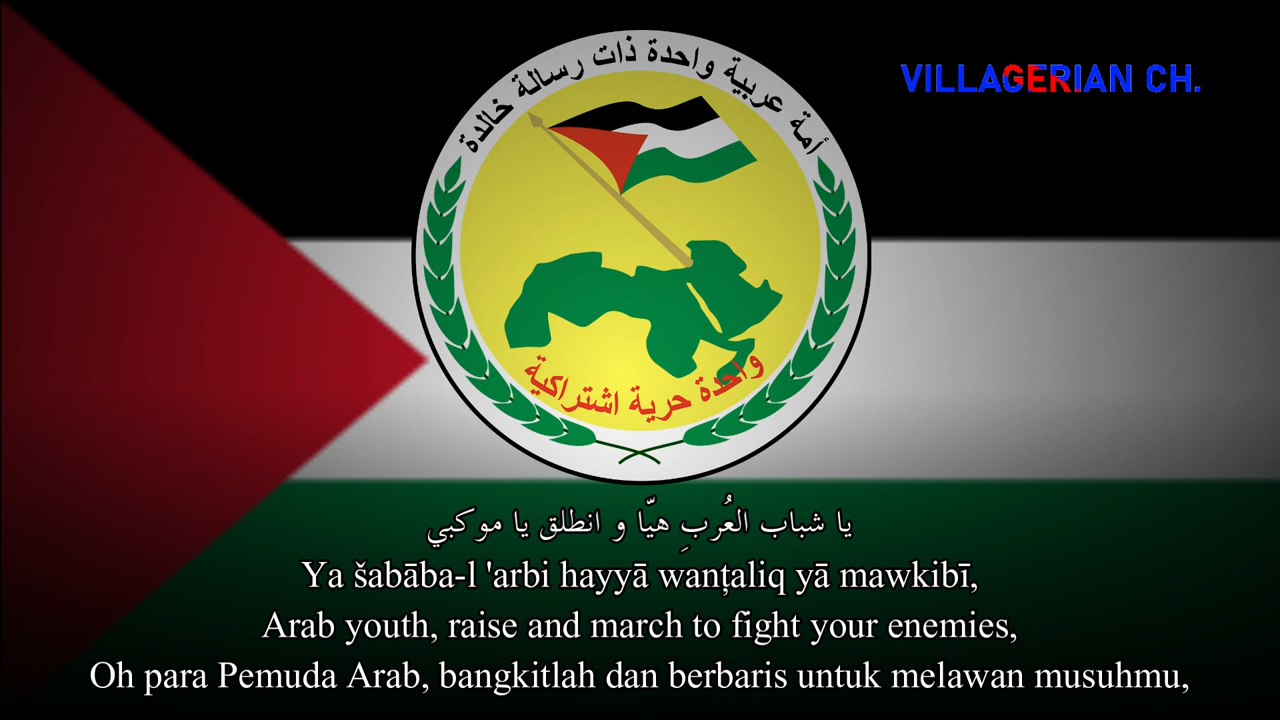 أمة عربية واحدة ذات رسالة خالدة
VILLAGERIAN CH.
واحدة حرية اشتراكية
يا شباب العُربِ هيّا و انطلق يا موكبي
Ya šabāba-l 'arbi hayyā wanṭaliq yā mawkibī,
Arab youth, raise and march to fight your enemies,
Oh para Pemuda Arab, bangkitlah dan berbaris untuk melawan musuhmu,